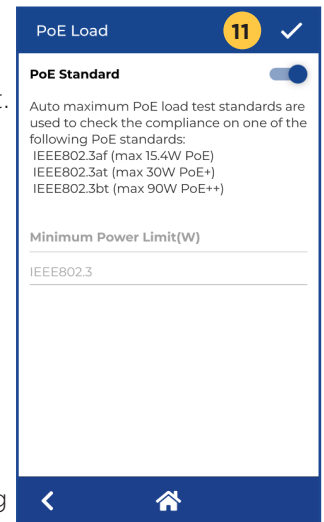 PoE Load
11
t.
PoE Standard
Auto maximum PoE load test standards are
used to check the compliance on one of the
following PoE standards:
IEEE802.3af (max 15.4W PoE)
IEEE802.3at (max 30W PoE+)
IEEE802.3bt (max 90W PoE++)
Minimum Power Limit(W)
IEEE802.3
g